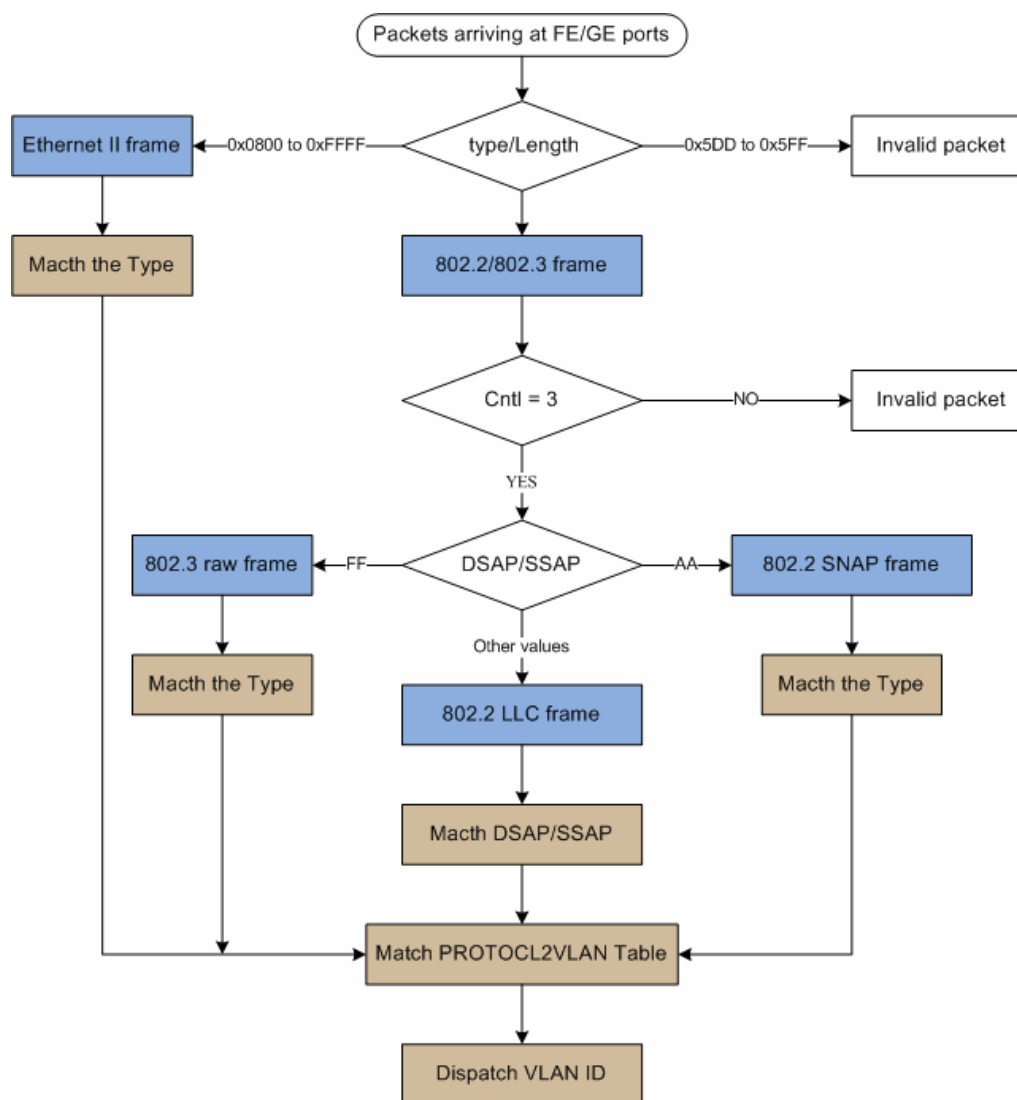 Packets arriving at FE/GE ports
Ethernet II frame
0x0800 to 0xFFFF
type/Length
0x5DD to 0x5FF
Invalid packet
Macth the Type
802.2/802.3 frame
Cntl = 3
NO
Invalid packet
YES
802.3 raw frame
FF
DSAP/SSAP
AA
802.2 SNAP frame
Other values
Macth the Type
802.2 LLC frame
Macth the Type
Macth DSAP/SSAP
Match PROTOCL2VLAN Table
Dispatch VLAN ID